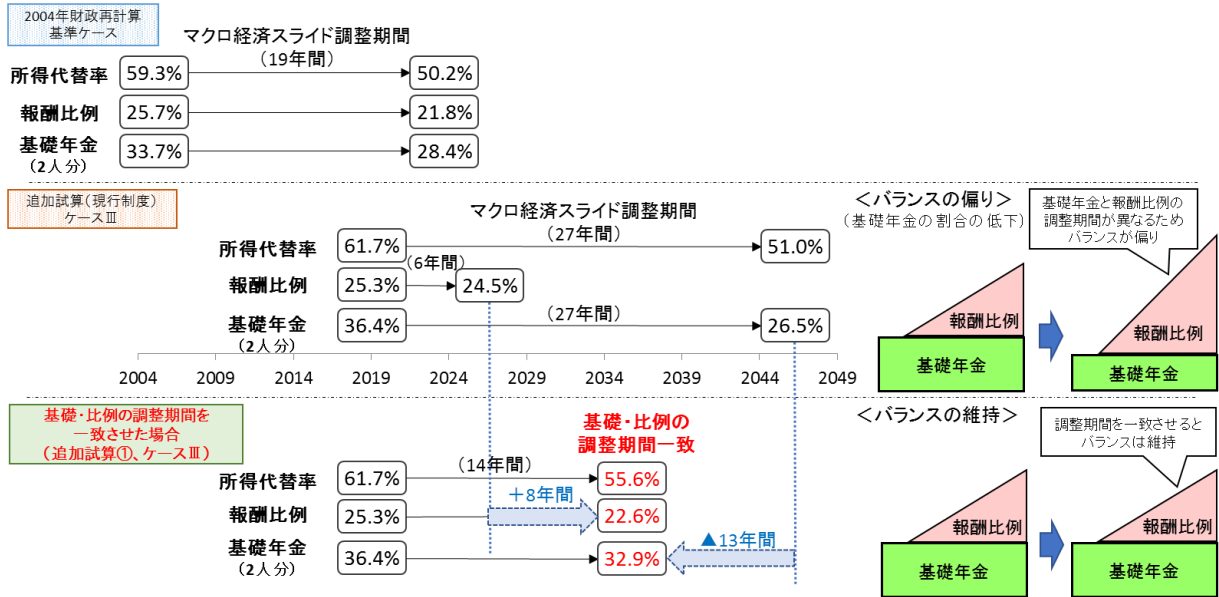 2004年財政再計算
基準ケース
マクロ経済スライド調整期間
（19年間）
所得代替率
59.3%
50.2%
報酬比例
25.7%
21.8%
基礎年金
（2人分）
33.7%
28.4%
追加試算（現行制度）
ケースⅢ
マクロ経済スライド調整期間
（27年間）
所得代替率
61.7%
51.0%
（6年間）
報酬比例
25.3%
24.5%
基礎年金
（2人分）
36.4%
（27年間）
26.5%
2004 2009 2014 2019 2024 2029 2034 2039 2044 2049
＜バランスの偏り＞
（基礎年金の割合の低下）
基礎年金と報酬比例の
調整期間が異なるため
バランスが偏り
報酬比例
基礎年金
報酬比例
基礎年金
基礎・比例の調整期間を
一致させた場合
（追加試算①、ケースⅢ）
基礎・比例の
調整期間一致
所得代替率
61.7%
（14年間）
55.6%
報酬比例
25.3%
＋8年間
22.6%
基礎年金
（2人分）
36.4%
32.9%
▲13年間
＜バランスの維持＞
調整期間を一致させると
バランスは維持
報酬比例
基礎年金
報酬比例
基礎年金